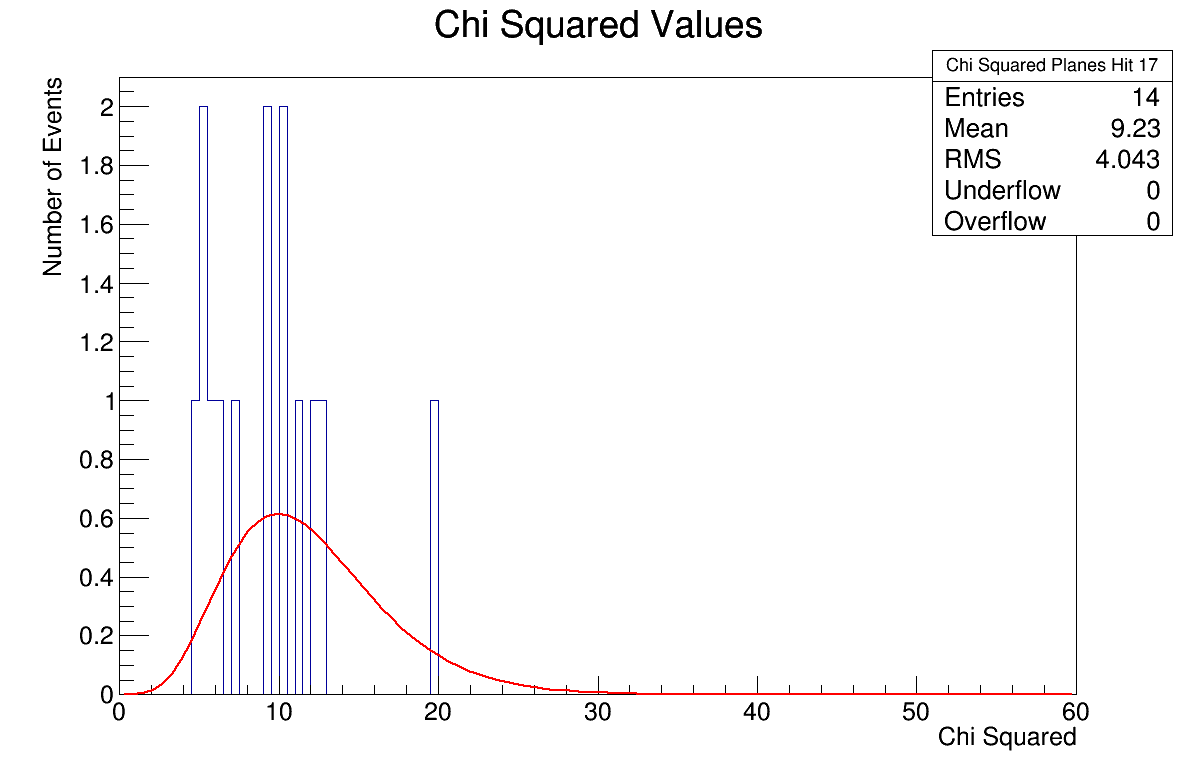 Chi Squared Values
Chi Squared Planes Hit 17
Entries 14
Mean 9.23
RMS 4.043
Underflow 0
Overflow 0
Number of Events
2
1.8
1.6
1.4
1.2
1
0.8
0.6
0.4
0.2
0
0 10 20 30 40 50 60
Chi Squared